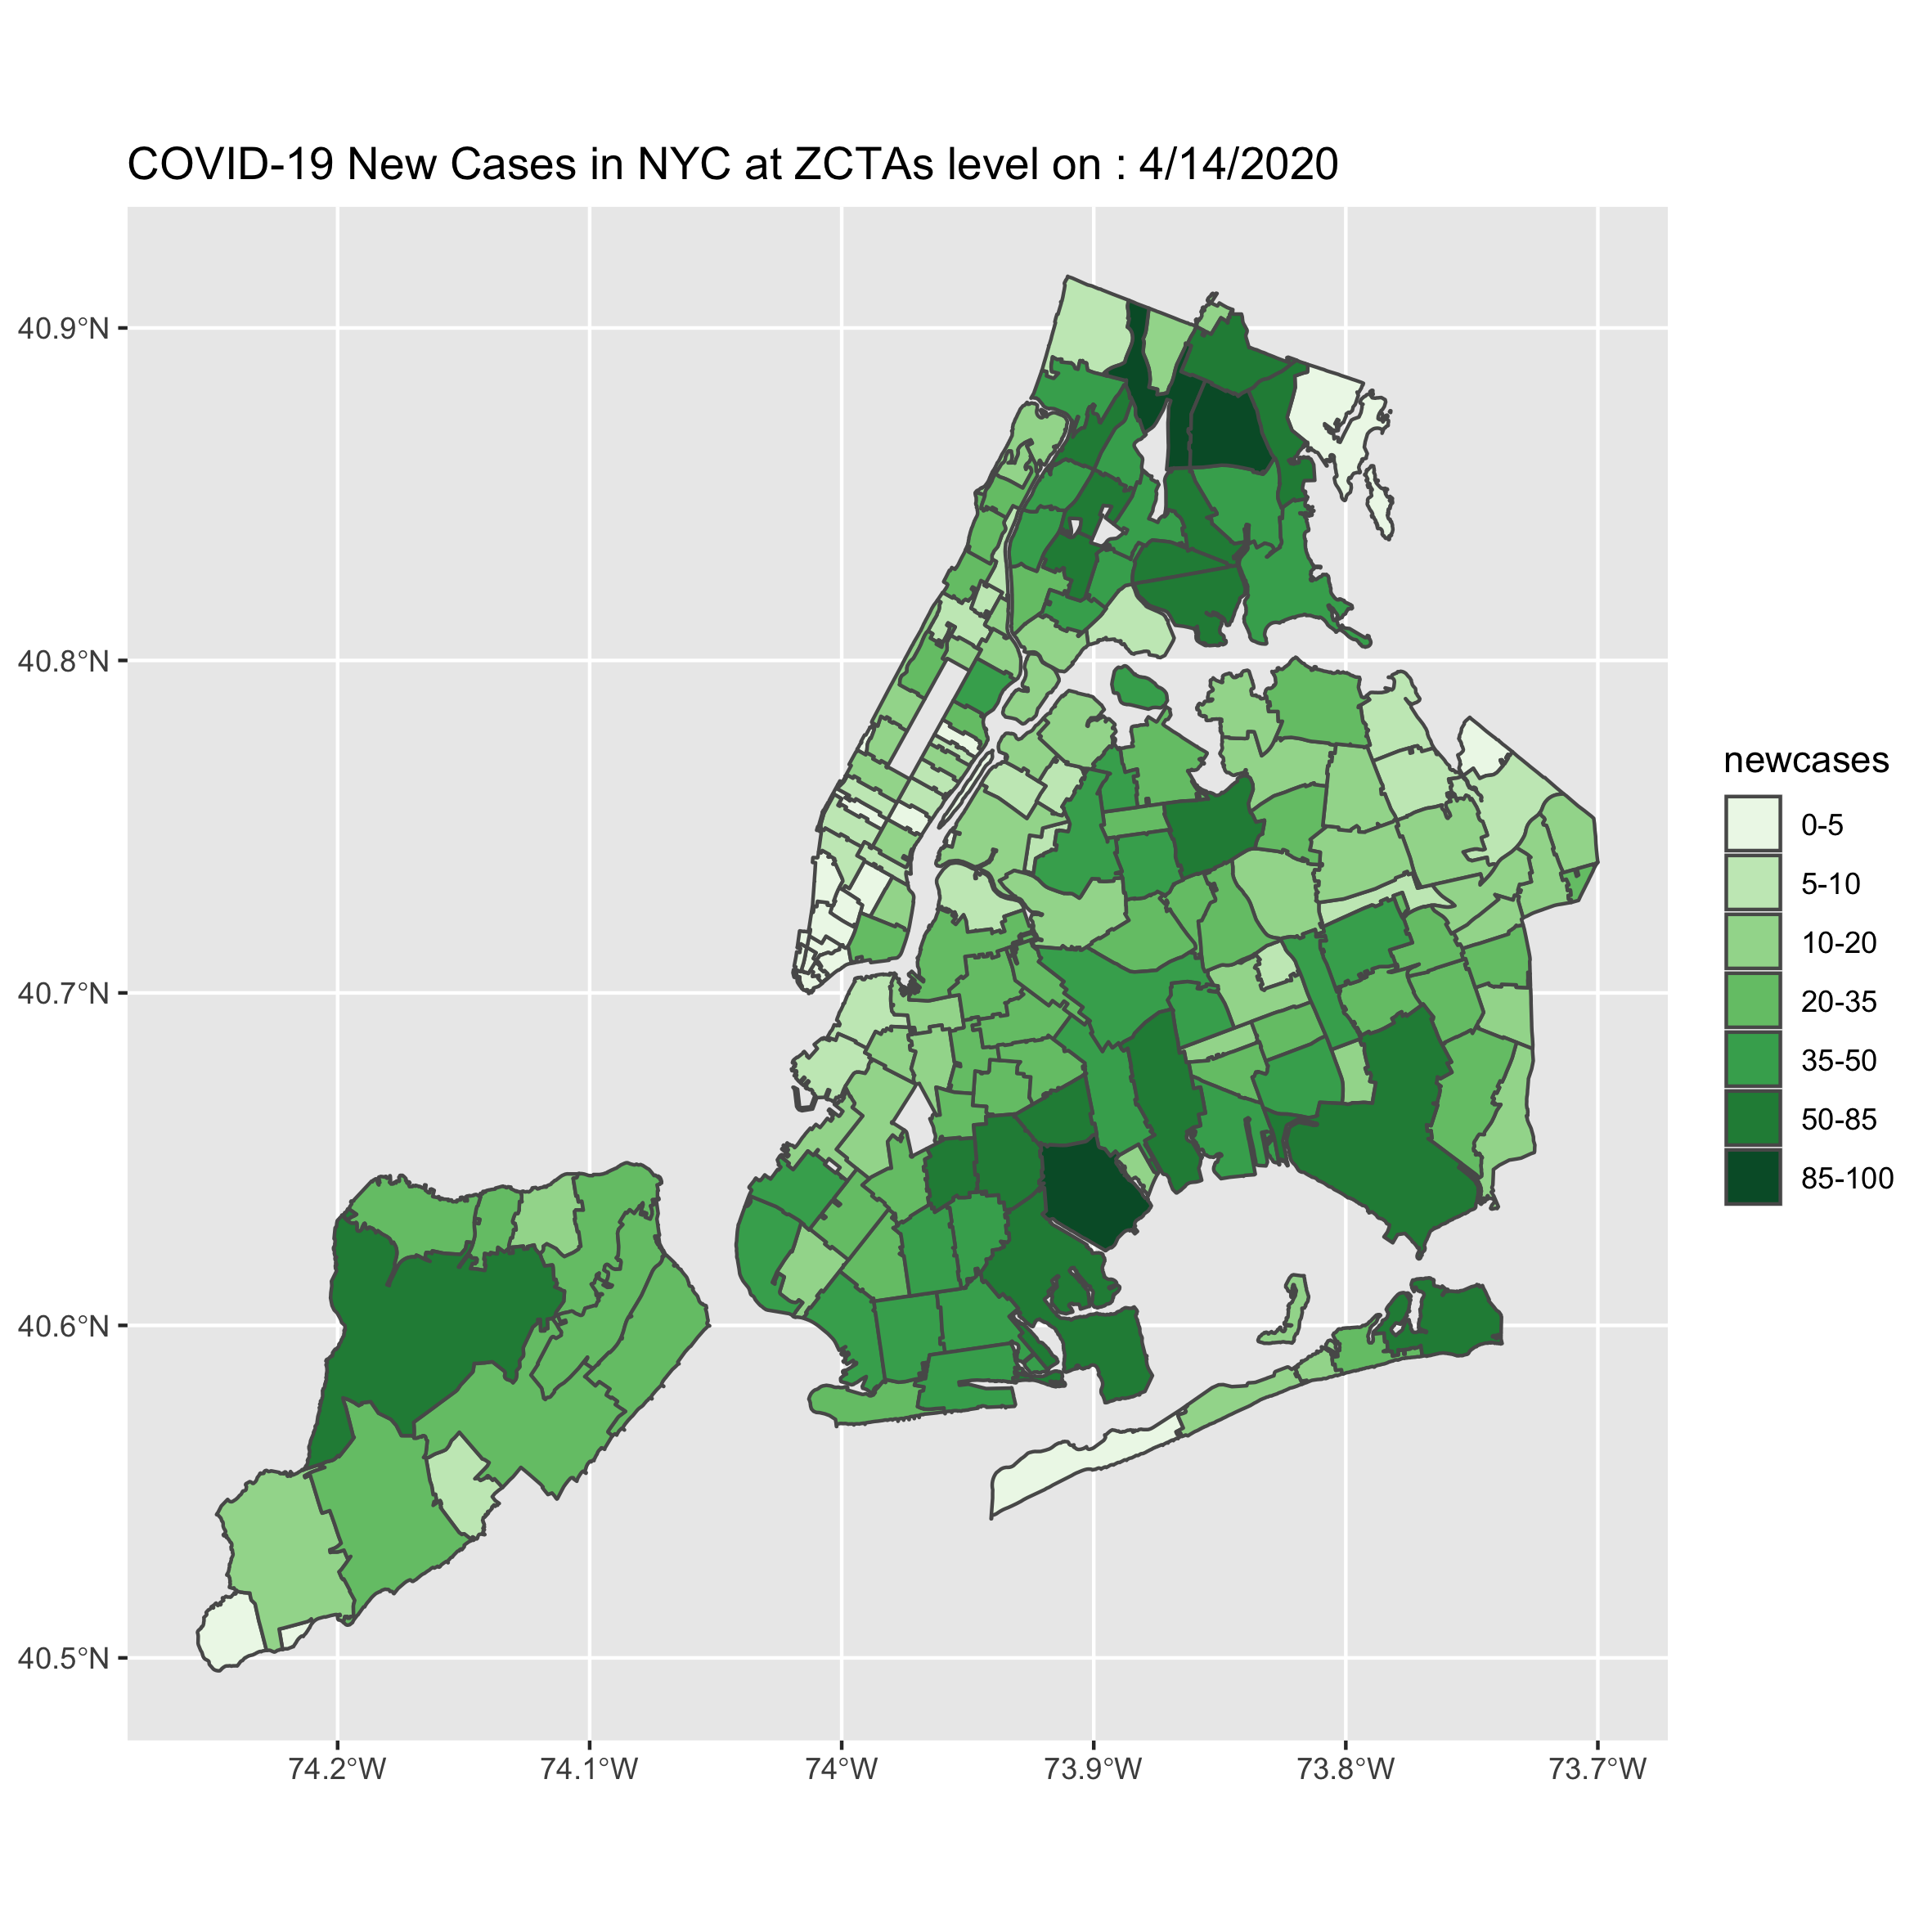 COVID-19 New Cases in NYC at ZCTAs level on : 4/14/2020
40.9°N
40.8°N
40.7°N
40.6°N
40.5°N
74.2°W
74.1°W
74°W
73.9°W
73.8°W
73.7°W
newcases
0-5
5-10
10-20
20-35
35-50
50-85
85-100